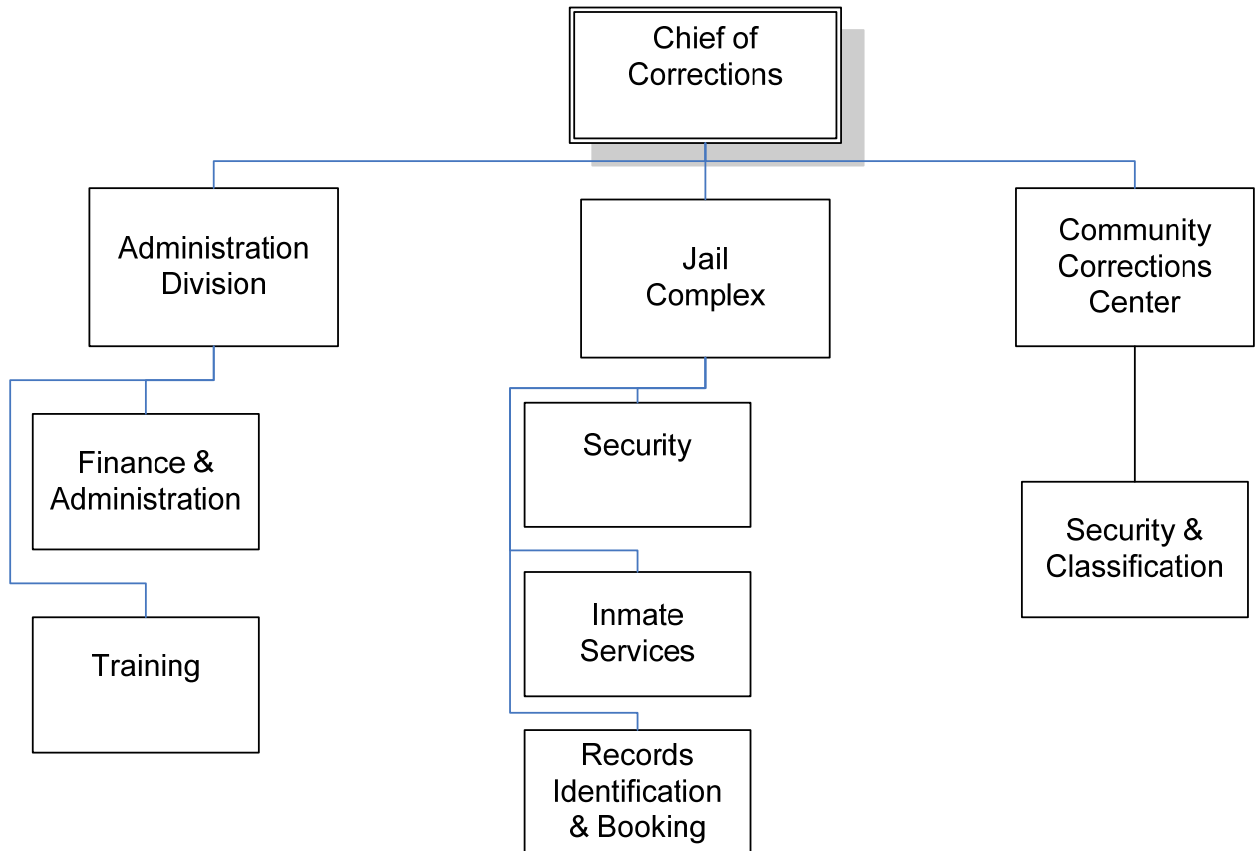 Chief of
Corrections
Administration
Division
Jail
Complex
Community
Corrections
Center
Finance &
Administration
Security
Security &
Classification
Inmate
Services
Training
Records
Identification
& Booking